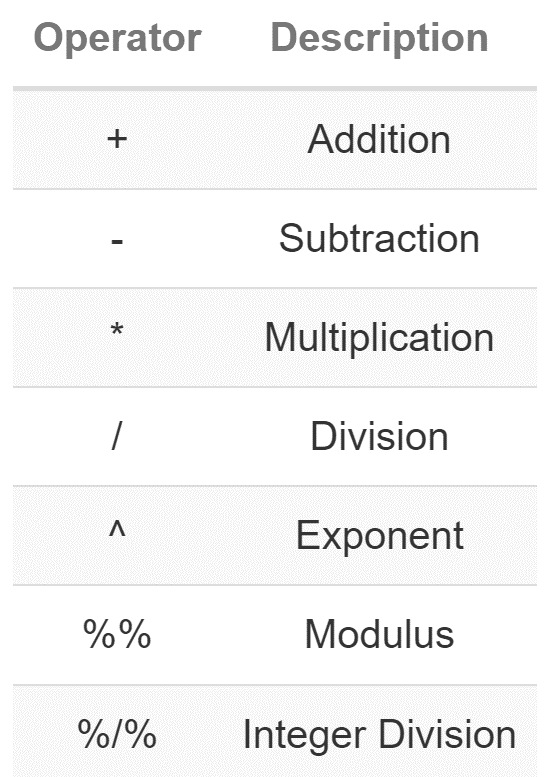 Operator Description
+ Addition
- Subtraction
* Multiplication
/ Division
^ Exponent
%% Modulus
%/% Integer Division